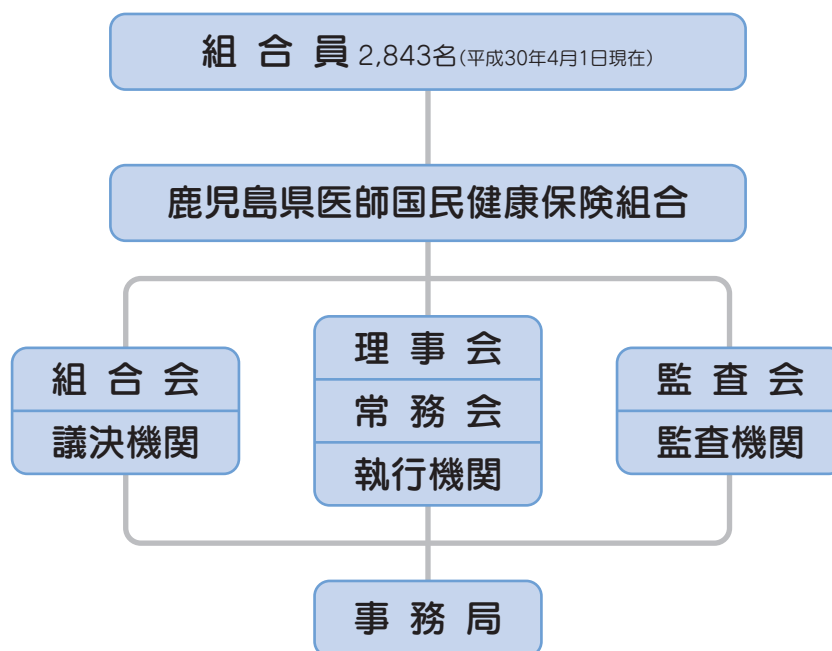 組合員 2,843名(平成30年4月1日現在)
鹿児島県医師国民健康保険組合
組合会
議決機関
理事会
常務会
執行機関
監査会
監査機関
事務局